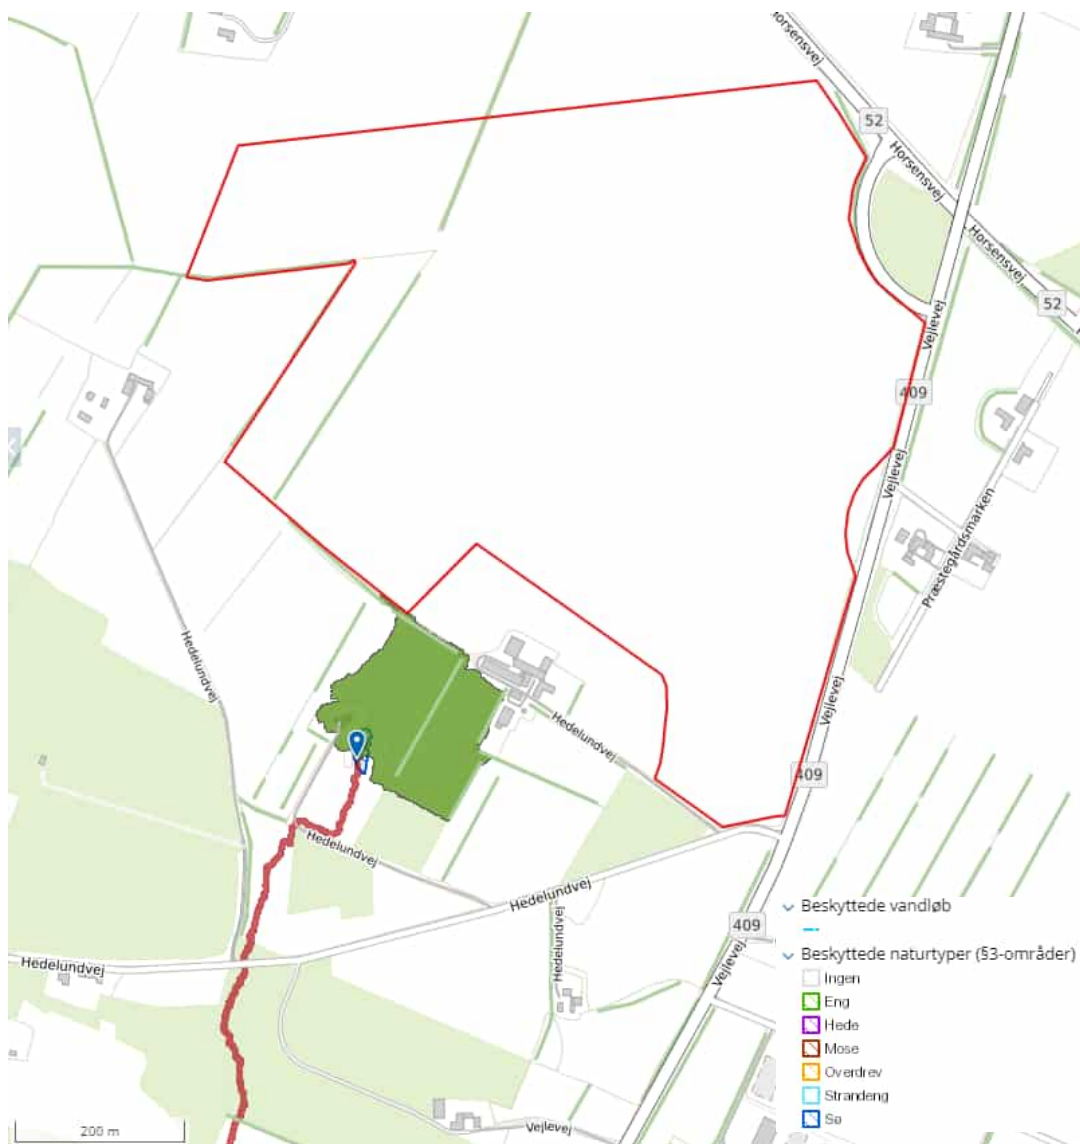 Horsensvej
52
Horsensvej
Horsensvej
52
Vejlevej
409
Vejlevej
Præstegårdsmarken
Hedelundvej
Vejlevej
Hedelundvej
409
Hedelundvej
Hedelundvej
Hedelundvej
409
Vejlevej
Hedelundvej
Vejlevej
200 m
Beskyttede vandløb
Beskyttede naturtyper (§3-områder)
Ingen
Eng
Hede
Mose
Overdrev
Strandeng
Sø